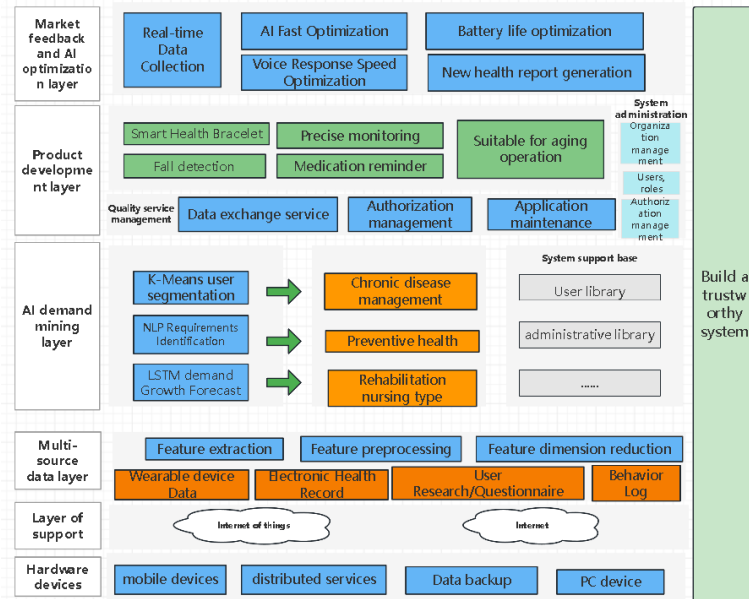 Market
feedback
and AI
optimizatio
n layer
Real-time
Data
Collection
AI Fast Optimization
Battery life optimization
Voice Response Speed
Optimization
New health report generation
Product
developme
nt layer
Smart Health Bracelet
Precise monitoring
Suitable for aging
operation
Fall detection
Medication reminder
System
administration
Organiza
tion
manage
ment
Users,
roles
Authoriz
ation
manage
ment
Quality service
management
Data exchange service
Authorization
management
Application
maintenance
AI demand
mining
layer
K-Means user
segmentation
Chronic disease
management
NLP Requirements
Identification
Preventive health
LSTM demand
Growth Forecast
Rehabilitation
nursing type
System support base
User library
administrative library
......
Build a
trustw
orthy
system
Multi-
source
data layer
Feature extraction
Feature preprocessing
Feature dimension reduction
Wearable device
Data
Electronic Health
Record
User
Research/Questionnaire
Behavior
Log
Layer of
support
Internet of things
Internet
Hardware
devices
mobile devices
distributed services
Data backup
PC device